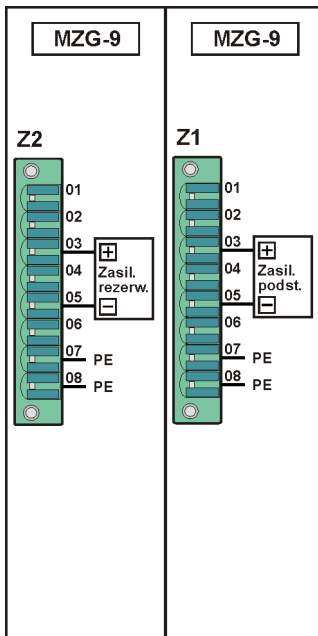 MZG-9
Z2
01
02
03
+
Zasil.
rezerw.
04
05
−
06
07 PE
08 PE
MZG-9
Z1
01
02
03
+
Zasil.
podst.
04
05
−
06
07 PE
08 PE